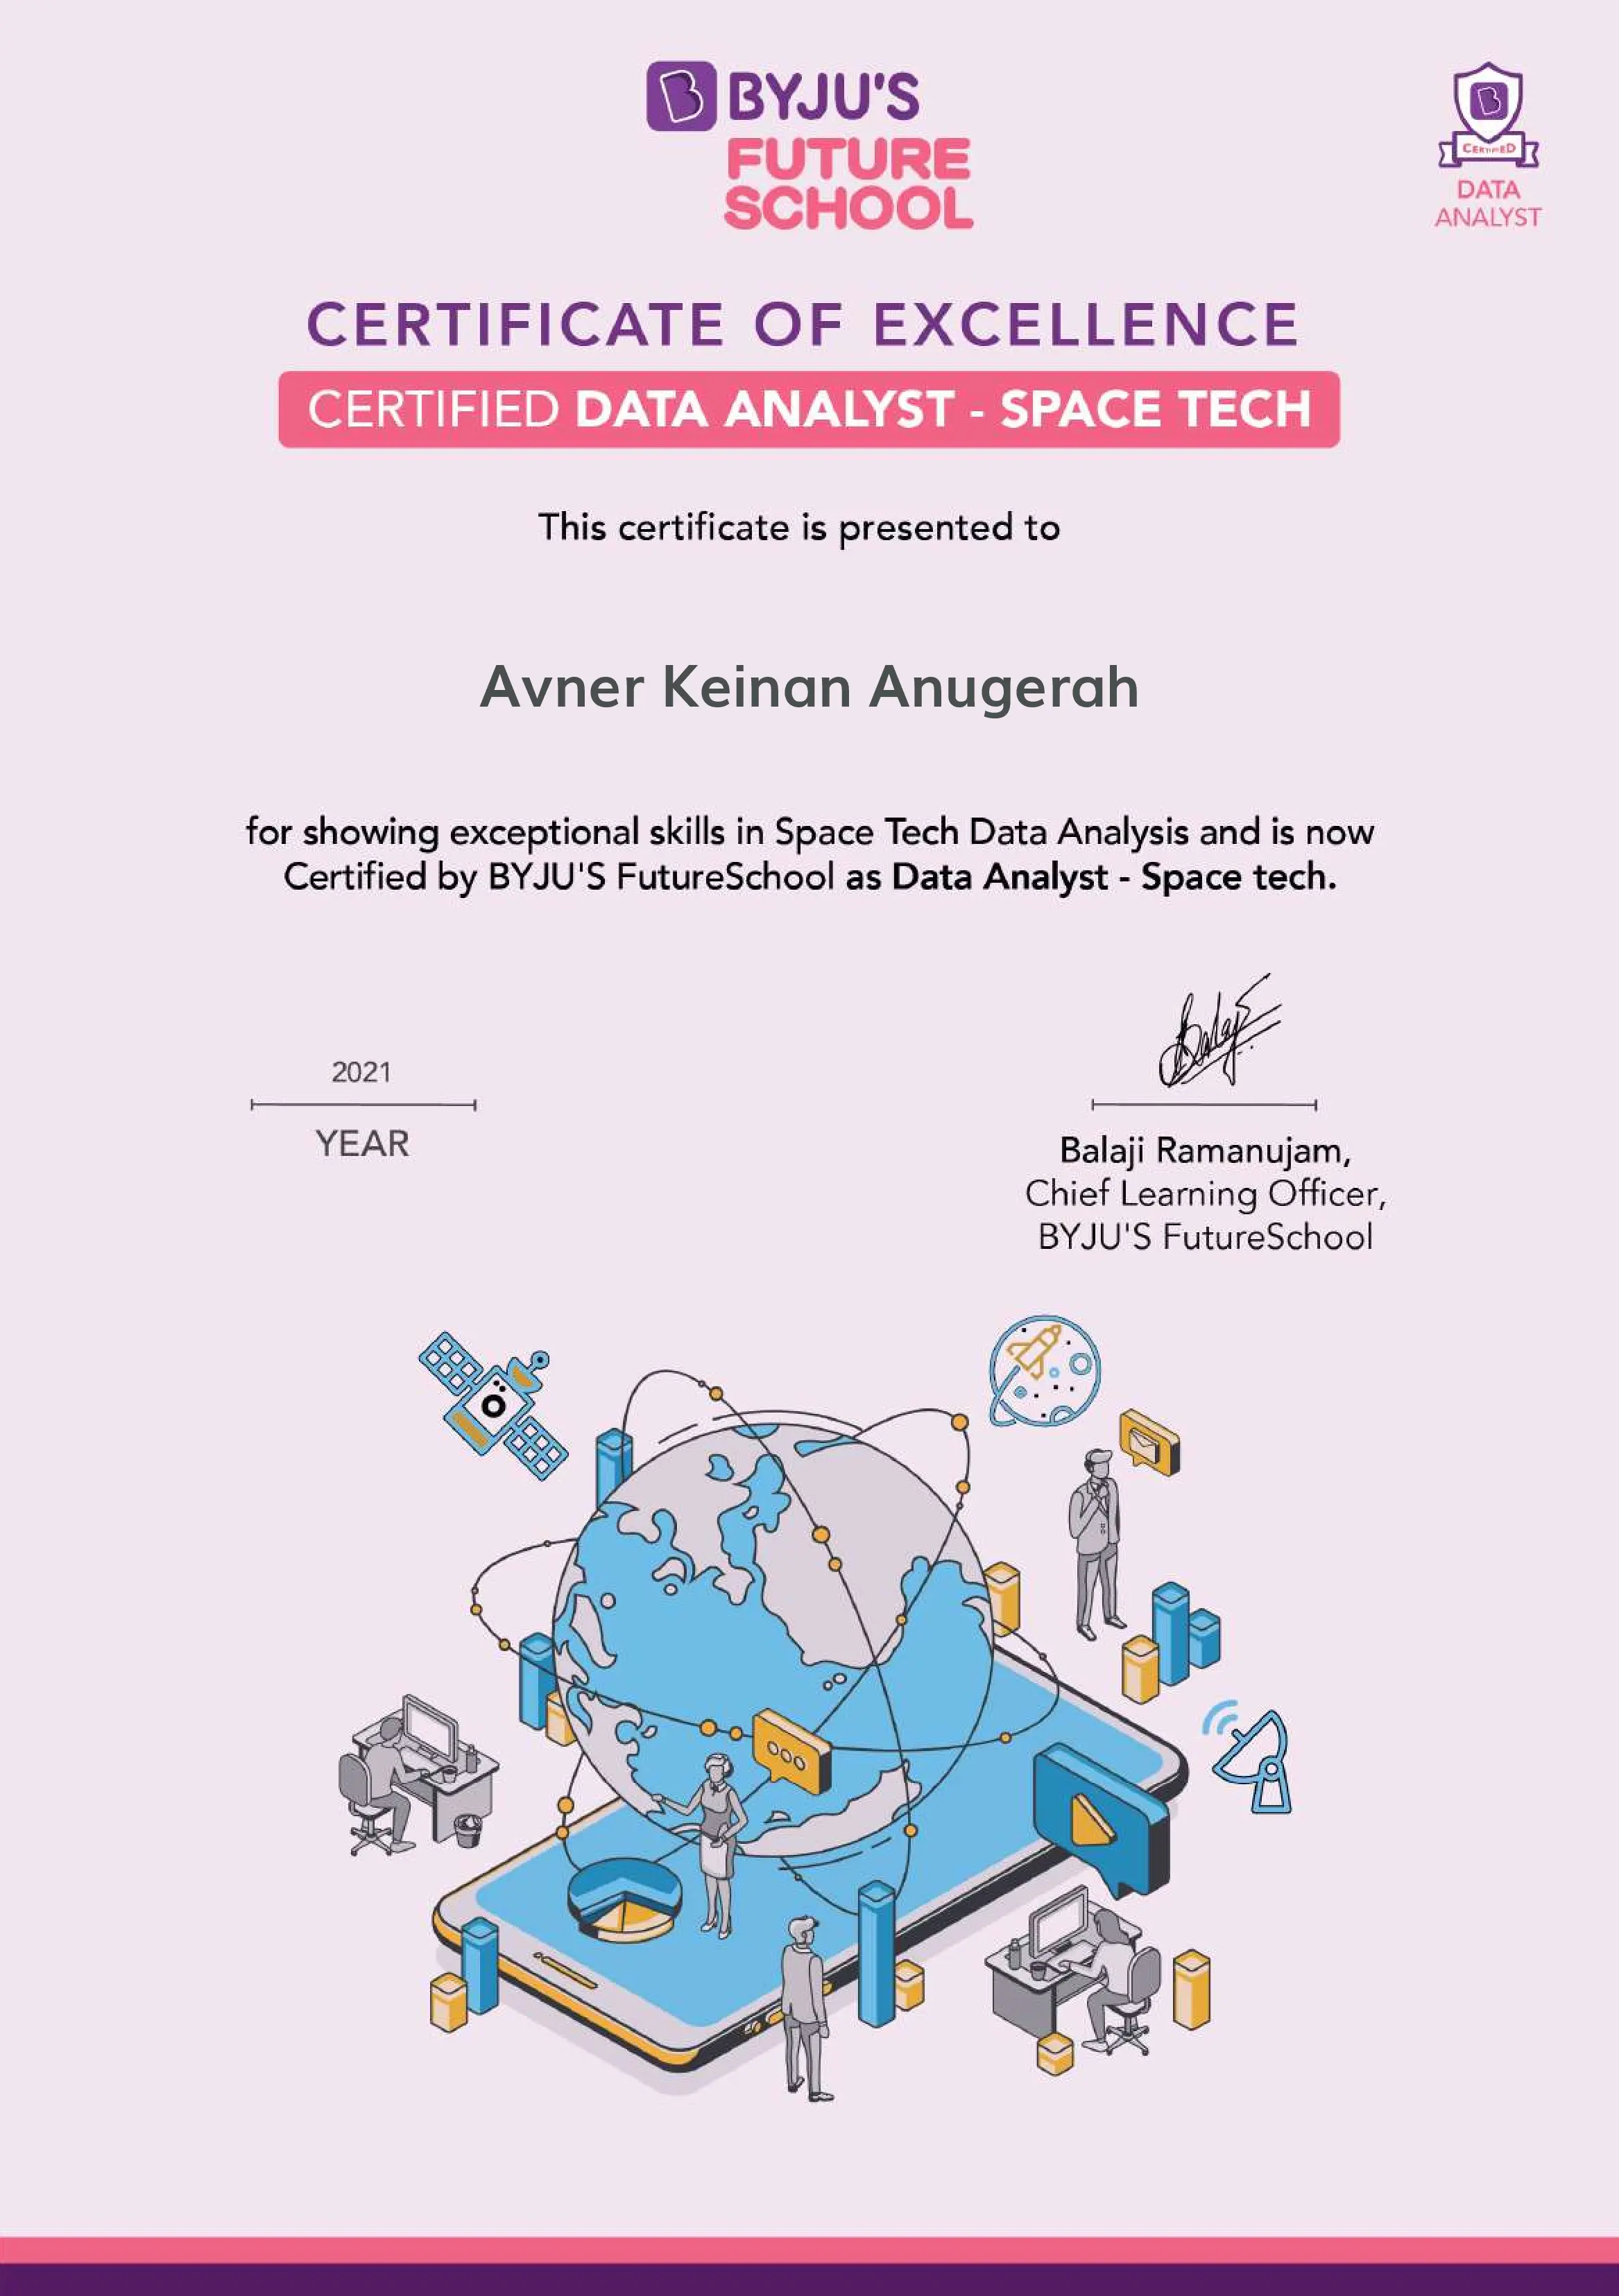 BYJU'S
FUTURE
SCHOOL
CERTIFIED
DATA
ANALYST
CERTIFICATE OF EXCELLENCE
CERTIFIED DATA ANALYST - SPACE TECH
This certificate is presented to
Avner Keinan Anugerah
for showing exceptional skills in Space Tech Data Analysis and is now
Certified by BYJU'S FutureSchool as Data Analyst - Space tech.
2021
YEAR
Balaji Ramanujam,
Chief Learning Officer,
BYJU'S FutureSchool